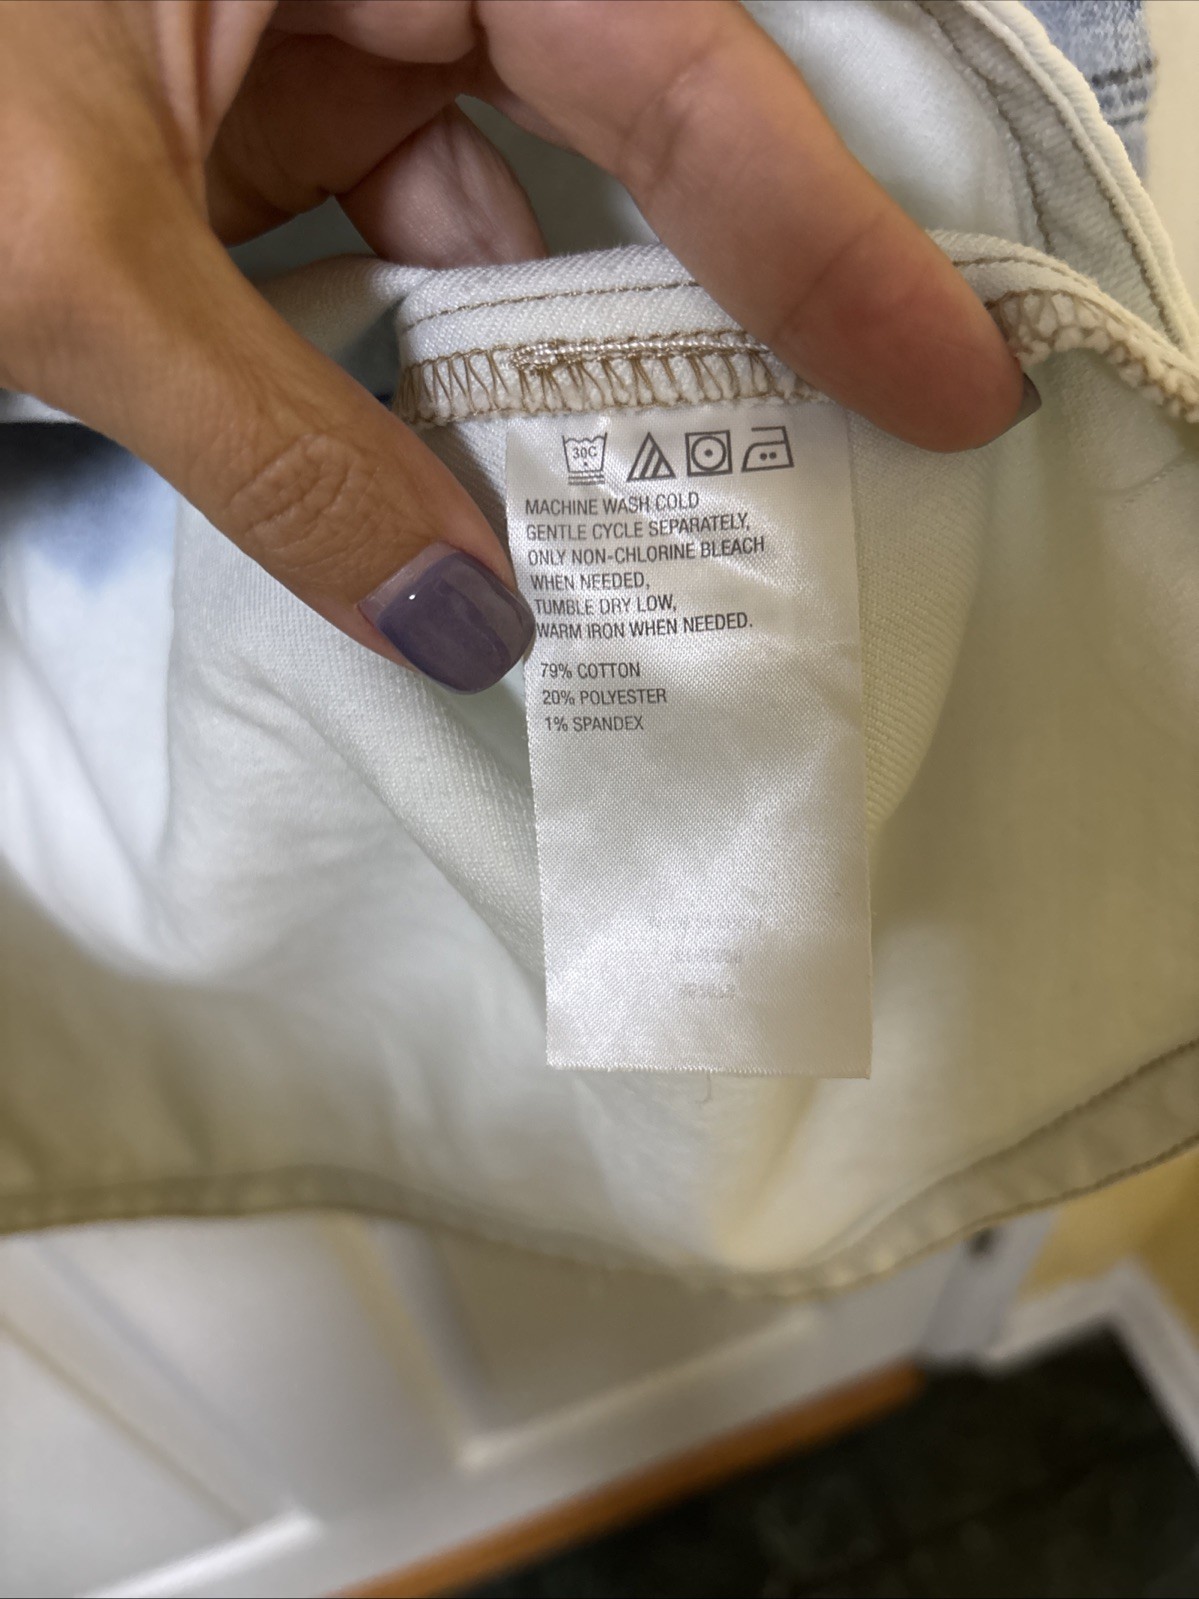 30C
MACHINE WASH COLD
GENTLE CYCLE SEPARATELY,
ONLY NON-CHLORINE BLEACH
WHEN NEEDED,
TUMBLE DRY LOW,
WARM IRON WHEN NEEDED.
79% COTTON
20% POLYESTER
1% SPANDEX